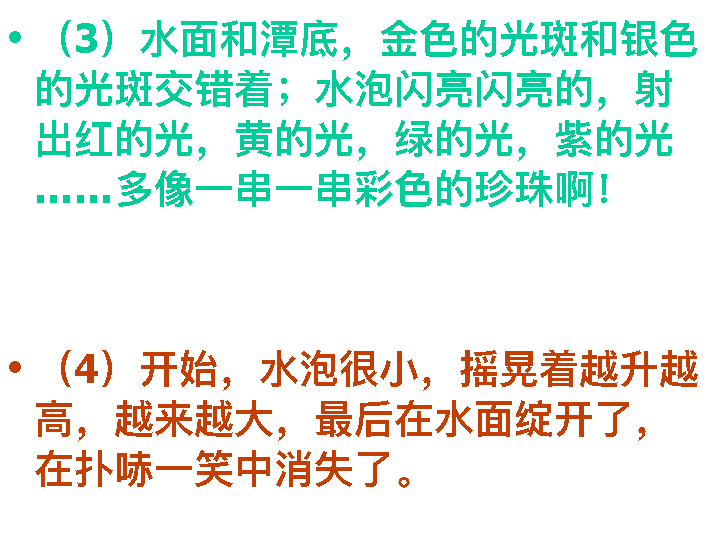 • （3）水面和潭底，金色的光斑和银色
的光斑交错着；水泡闪亮闪亮的，射
出红的光，黄的光，绿的光，紫的光
……多像一串一串彩色的珍珠啊！
• （4）开始，水泡很小，摇晃着越升越
高，越来越大，最后在水面绽开了，
在扑哧一笑中消失了。